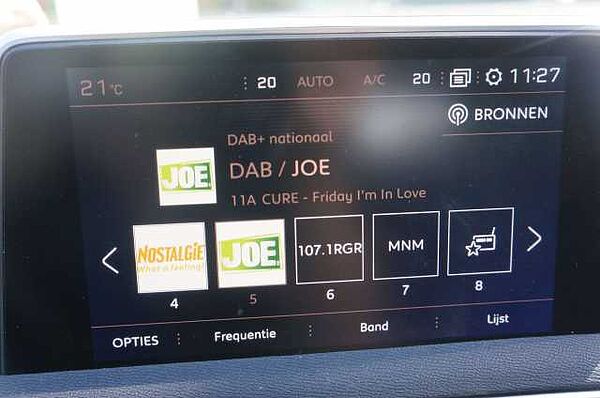 21°C 20 AUTO A/C 20 11:27
BRONNEN
DAB+ nationaal
JOE DAB / JOE
11A CURE - Friday I'm In Love
NOSTALGIE What a feeling! JOE 107.1RGR MNM
4 5 6 7 8
OPTIES Frequentie Band Lijst